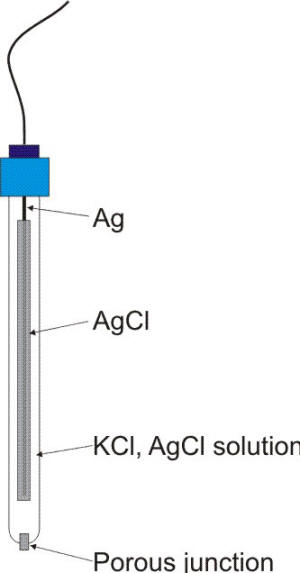 Ag
AgCl
KCl, AgCl solution
Porous junction